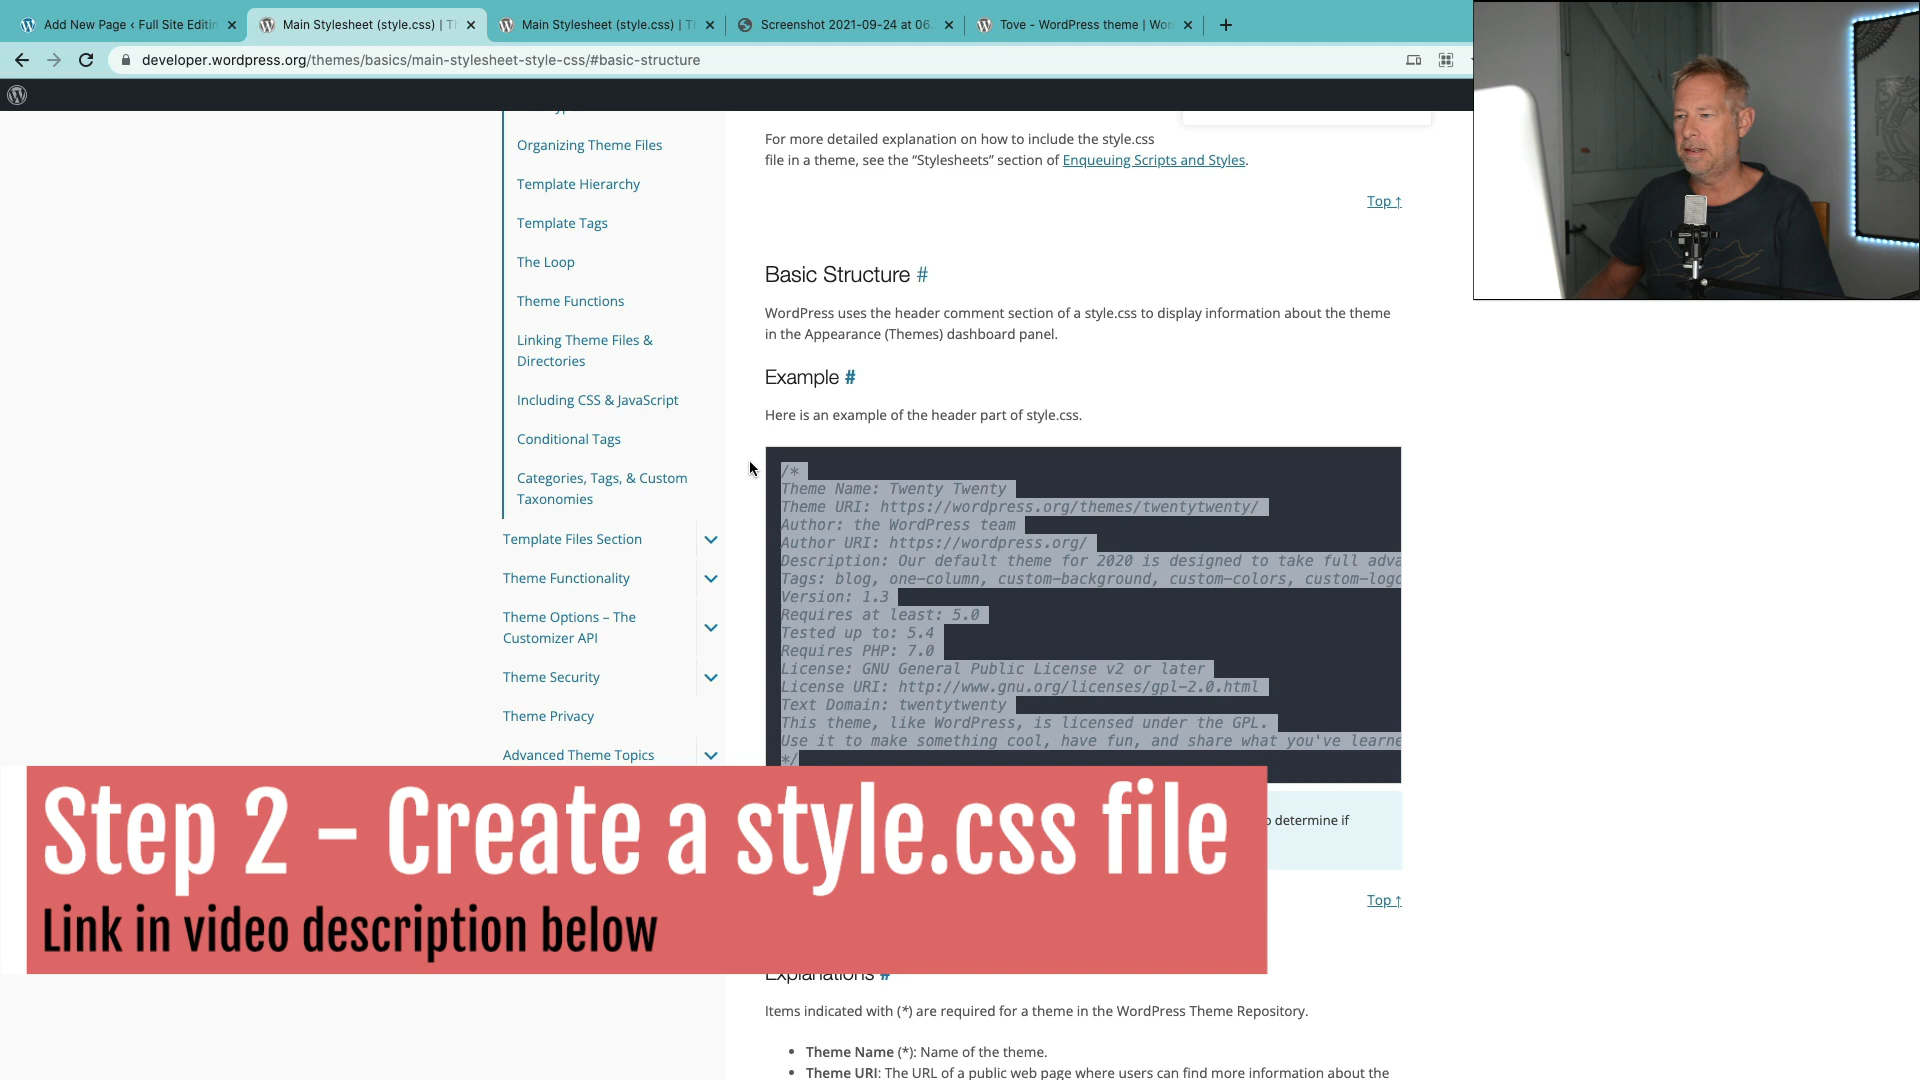 Add New Page ‹ Full Site Editin
Main Stylesheet (style.css) | Th
Main Stylesheet (style.css) | Th
Screenshot 2021-09-24 at 06.
Tove - WordPress theme | Wor
developer.wordpress.org/themes/basics/main-stylesheet-style-css/#basic-structure
Organizing Theme Files
Template Hierarchy
Template Tags
The Loop
Theme Functions
Linking Theme Files &
Directories
Including CSS & JavaScript
Conditional Tags
Categories, Tags, & Custom
Taxonomies
Template Files Section
Theme Functionality
Theme Options – The
Customizer API
Theme Security
Theme Privacy
Advanced Theme Topics
For more detailed explanation on how to include the style.css
file in a theme, see the “Stylesheets” section of Enqueuing Scripts and Styles.
Top ↑
Basic Structure #
WordPress uses the header comment section of a style.css to display information about the theme
in the Appearance (Themes) dashboard panel.
Example #
Here is an example of the header part of style.css.
/*
Theme Name: Twenty Twenty
Theme URI: https://wordpress.org/themes/twentytwenty/
Author: the WordPress team
Author URI: https://wordpress.org/
Description: Our default theme for 2020 is designed to take full adva
Tags: blog, one-column, custom-background, custom-colors, custom-logo
Version: 1.3
Requires at least: 5.0
Tested up to: 5.4
Requires PHP: 7.0
License: GNU General Public License v2 or later
License URI: http://www.gnu.org/licenses/gpl-2.0.html
Text Domain: twentytwenty
This theme, like WordPress, is licensed under the GPL.
Use it to make something cool, have fun, and share what you've learne
*/
o determine if
Top ↑
Step 2 – Create a style.css file
Link in video description below
Explanations #
Items indicated with (*) are required for a theme in the WordPress Theme Repository.
• Theme Name (*): Name of the theme.
• Theme URI: The URL of a public web page where users can find more information about the